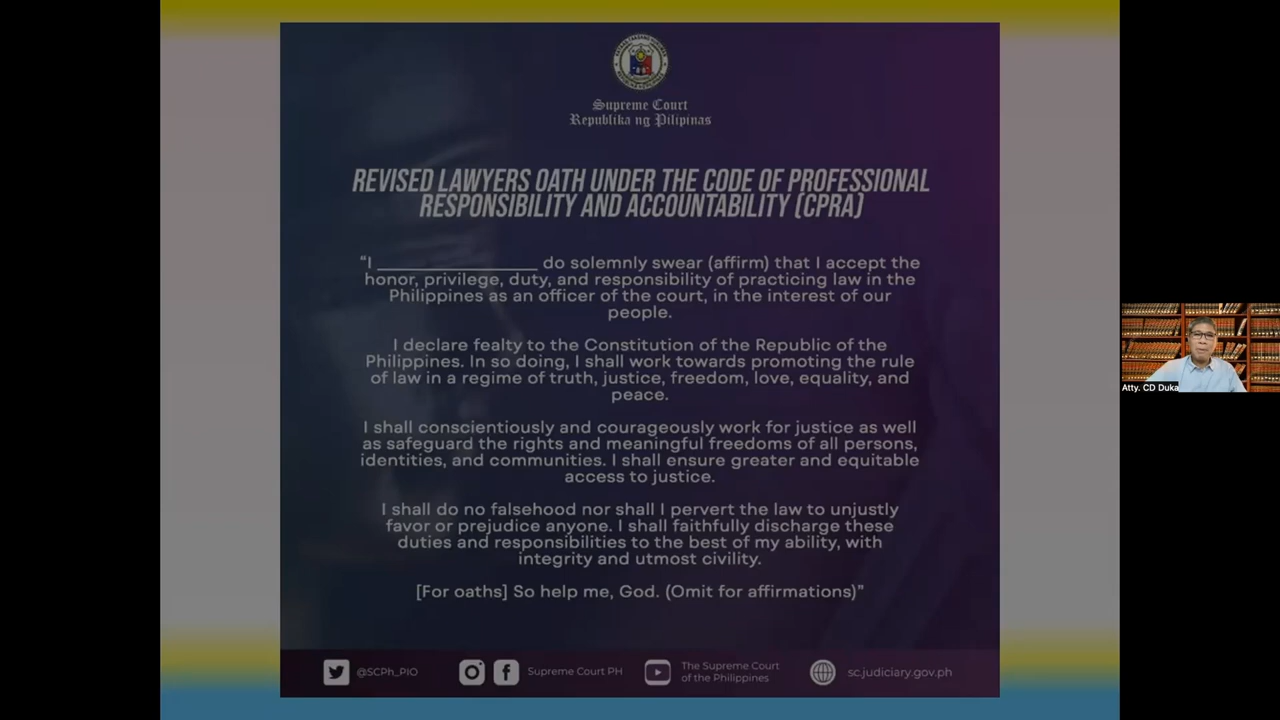 Supreme Court
Republika ng Pilipinas
REVISED LAWYERS OATH UNDER THE CODE OF PROFESSIONAL
RESPONSIBILITY AND ACCOUNTABILITY (CPRA)
“I _________________ do solemnly swear (affirm) that I accept the
honor, privilege, duty, and responsibility of practicing law in the
Philippines as an officer of the court, in the interest of our
people.
I declare fealty to the Constitution of the Republic of the
Philippines. In so doing, I shall work towards promoting the rule
of law in a regime of truth, justice, freedom, love, equality, and
peace.
I shall conscientiously and courageously work for justice as well
as safeguard the rights and meaningful freedoms of all persons,
identities, and communities. I shall ensure greater and equitable
access to justice.
I shall do no falsehood nor shall I pervert the law to unjustly
favor or prejudice anyone. I shall faithfully discharge these
duties and responsibilities to the best of my ability, with
integrity and utmost civility.
[For oaths] So help me, God. (Omit for affirmations)”
@SCPh_PIO
Supreme Court PH
The Supreme Court
of the Philippines
sc.judiciary.gov.ph
Atty. CD Duka